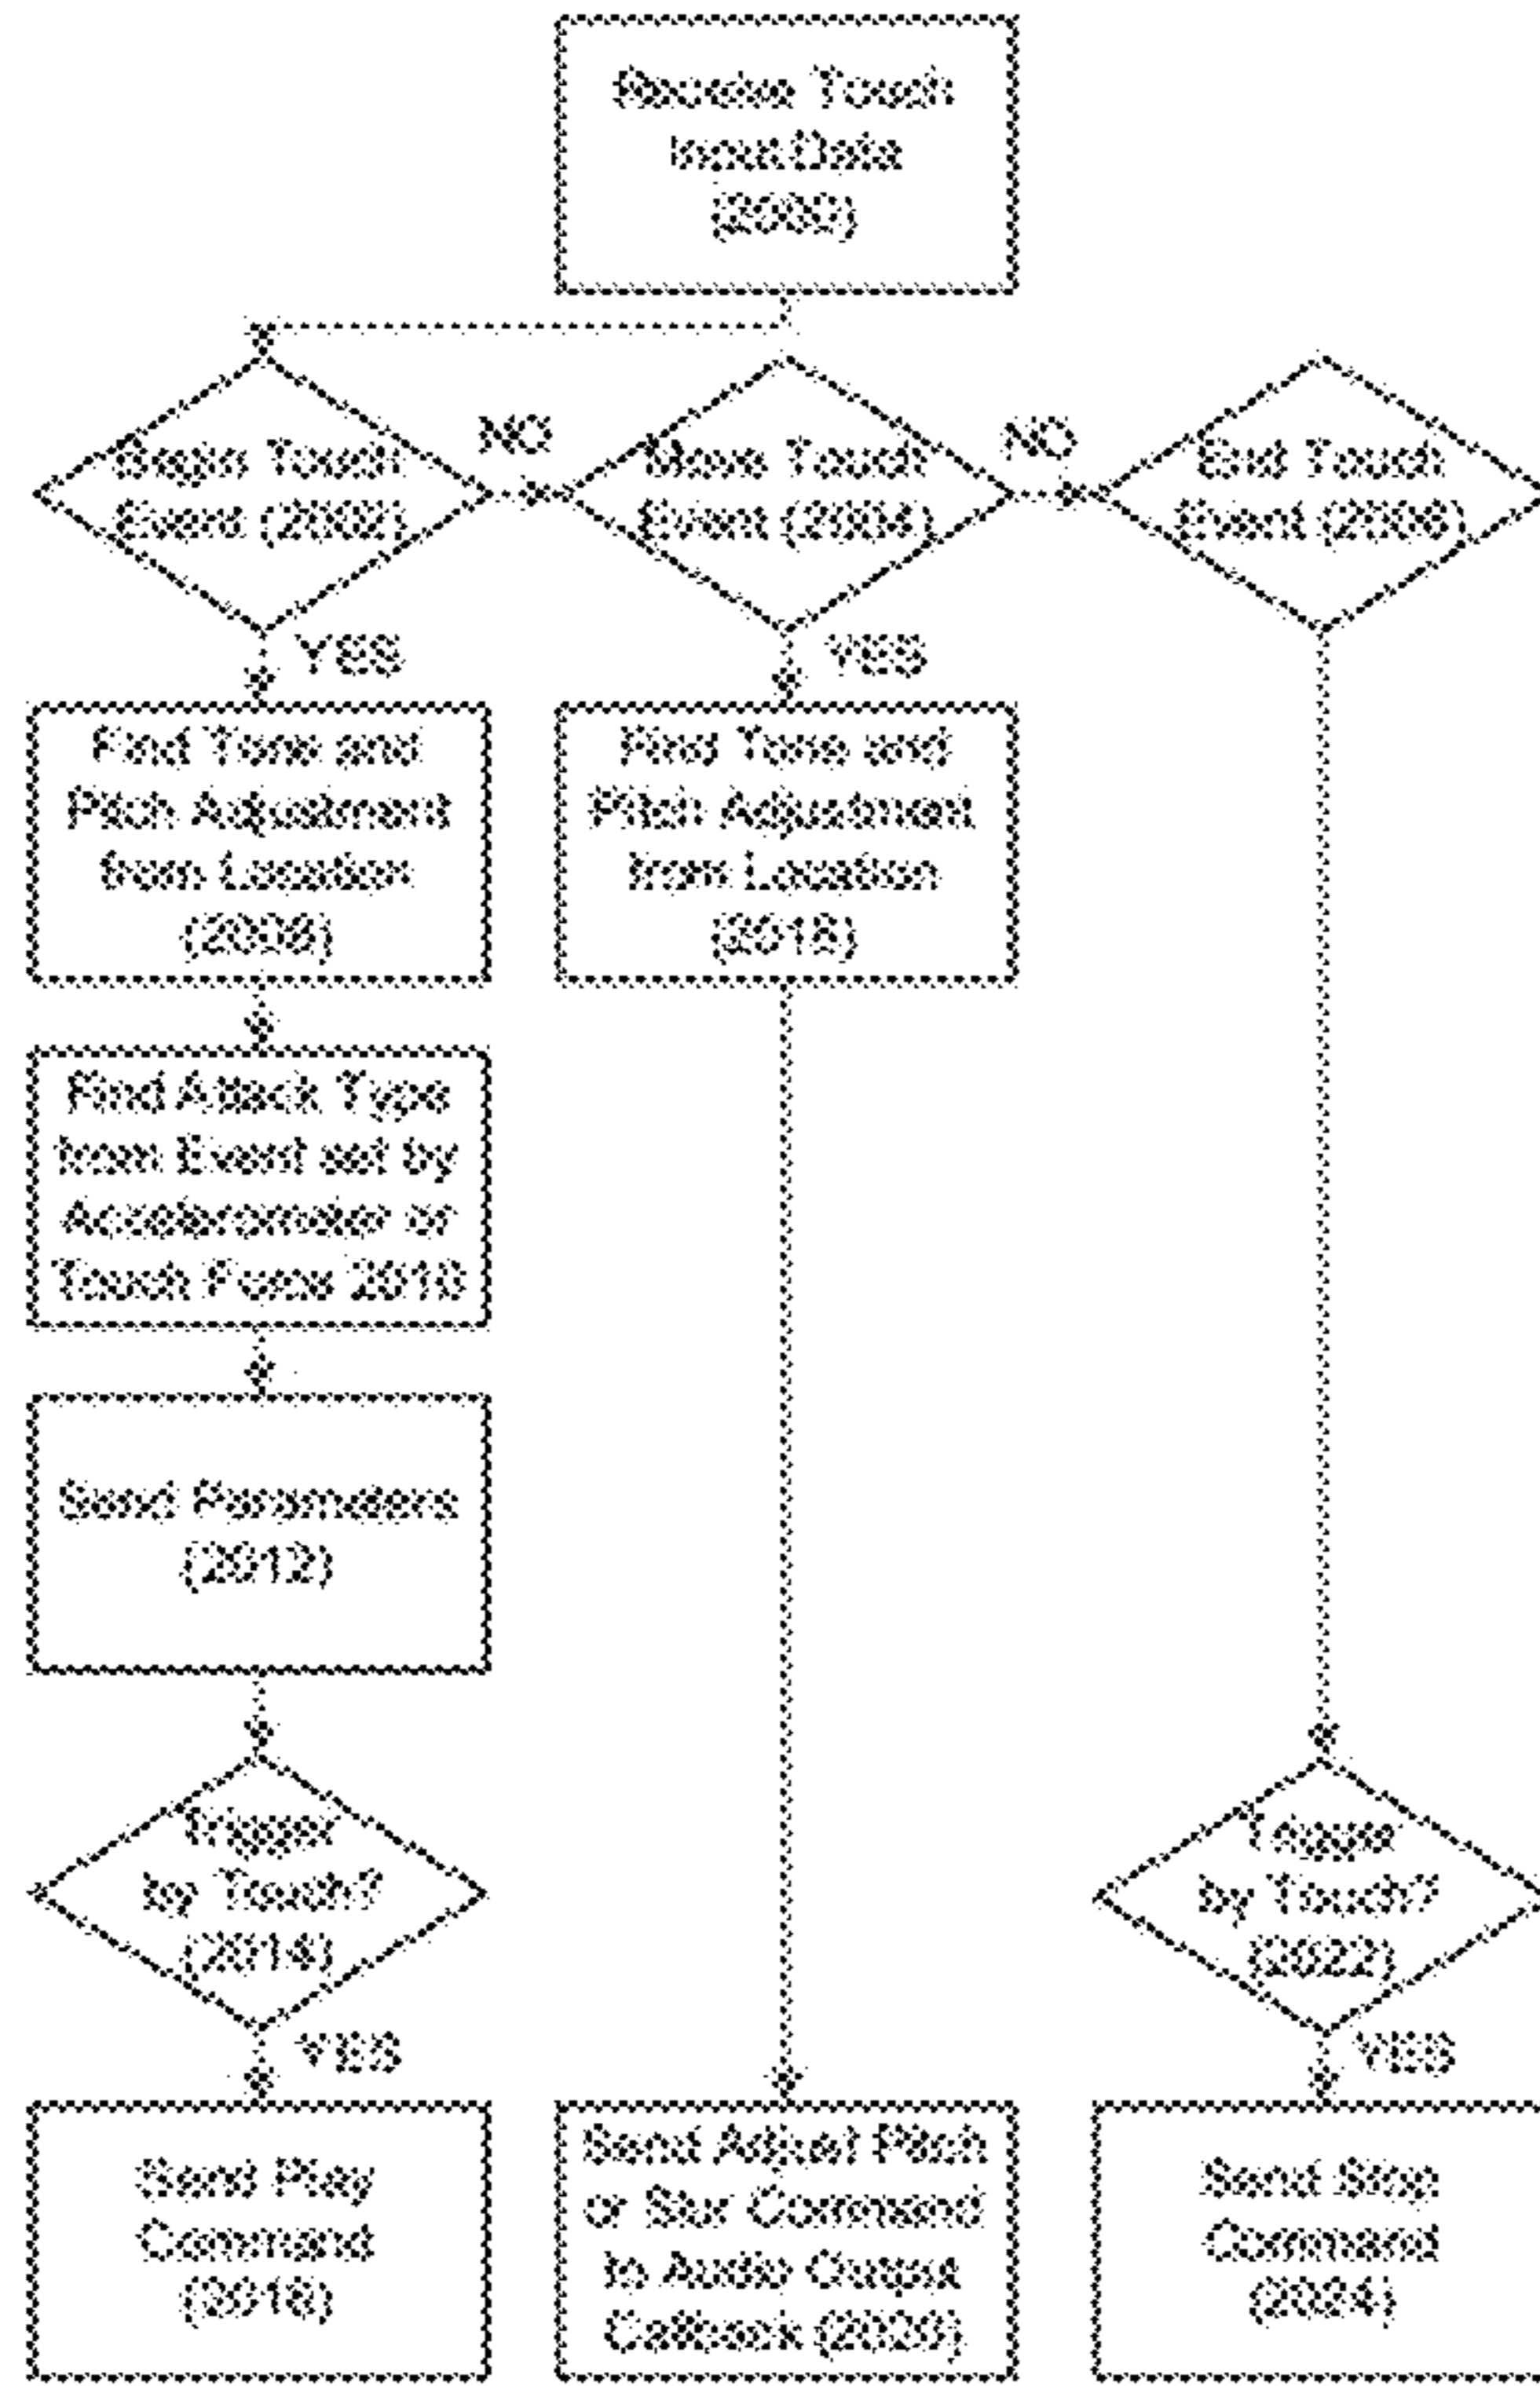 Receive Touch
Input Data
(2000)
Begin Touch
Event (2002)
NO
Move Touch
Event (2004)
NO
End Touch
Event (2006)
YES
YES
Find Tone and
Pitch Adjustment
from Location
(2008)
Find Tone and
Pitch Adjustment
from Location
(2018)
Find Attack Type
from Event set by
Accelerometer or
Touch Force 2010
Send Parameters
(2012)
Trigger
by Touch?
(2014)
Trigger
by Touch?
(2022)
YES
YES
Send Play
Command
(2016)
Send Adjust Pitch
or Slur Command
to Audio Output
Callback (2020)
Send Stop
Command
(2024)